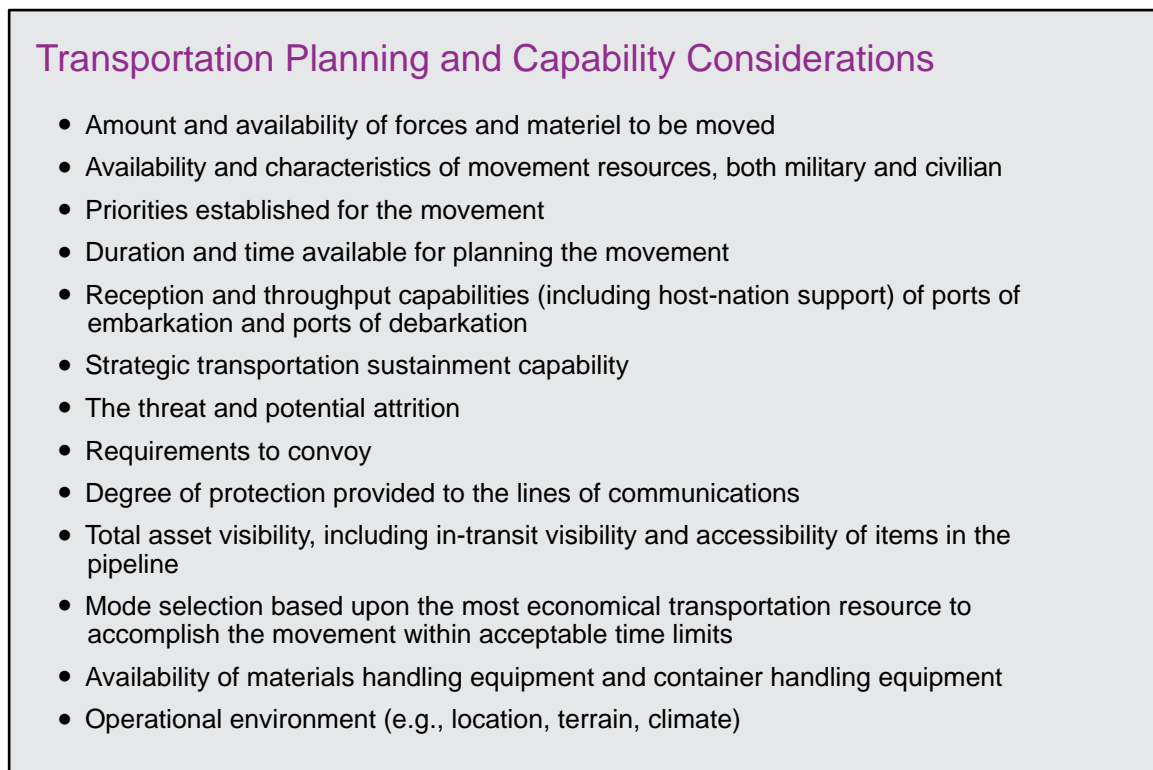 Transportation Planning and Capability Considerations
• Amount and availability of forces and materiel to be moved
• Availability and characteristics of movement resources, both military and civilian
• Priorities established for the movement
• Duration and time available for planning the movement
• Reception and throughput capabilities (including host-nation support) of ports of
embarkation and ports of debarkation
• Strategic transportation sustainment capability
• The threat and potential attrition
• Requirements to convoy
• Degree of protection provided to the lines of communications
• Total asset visibility, including in-transit visibility and accessibility of items in the
pipeline
• Mode selection based upon the most economical transportation resource to
accomplish the movement within acceptable time limits
• Availability of materials handling equipment and container handling equipment
• Operational environment (e.g., location, terrain, climate)